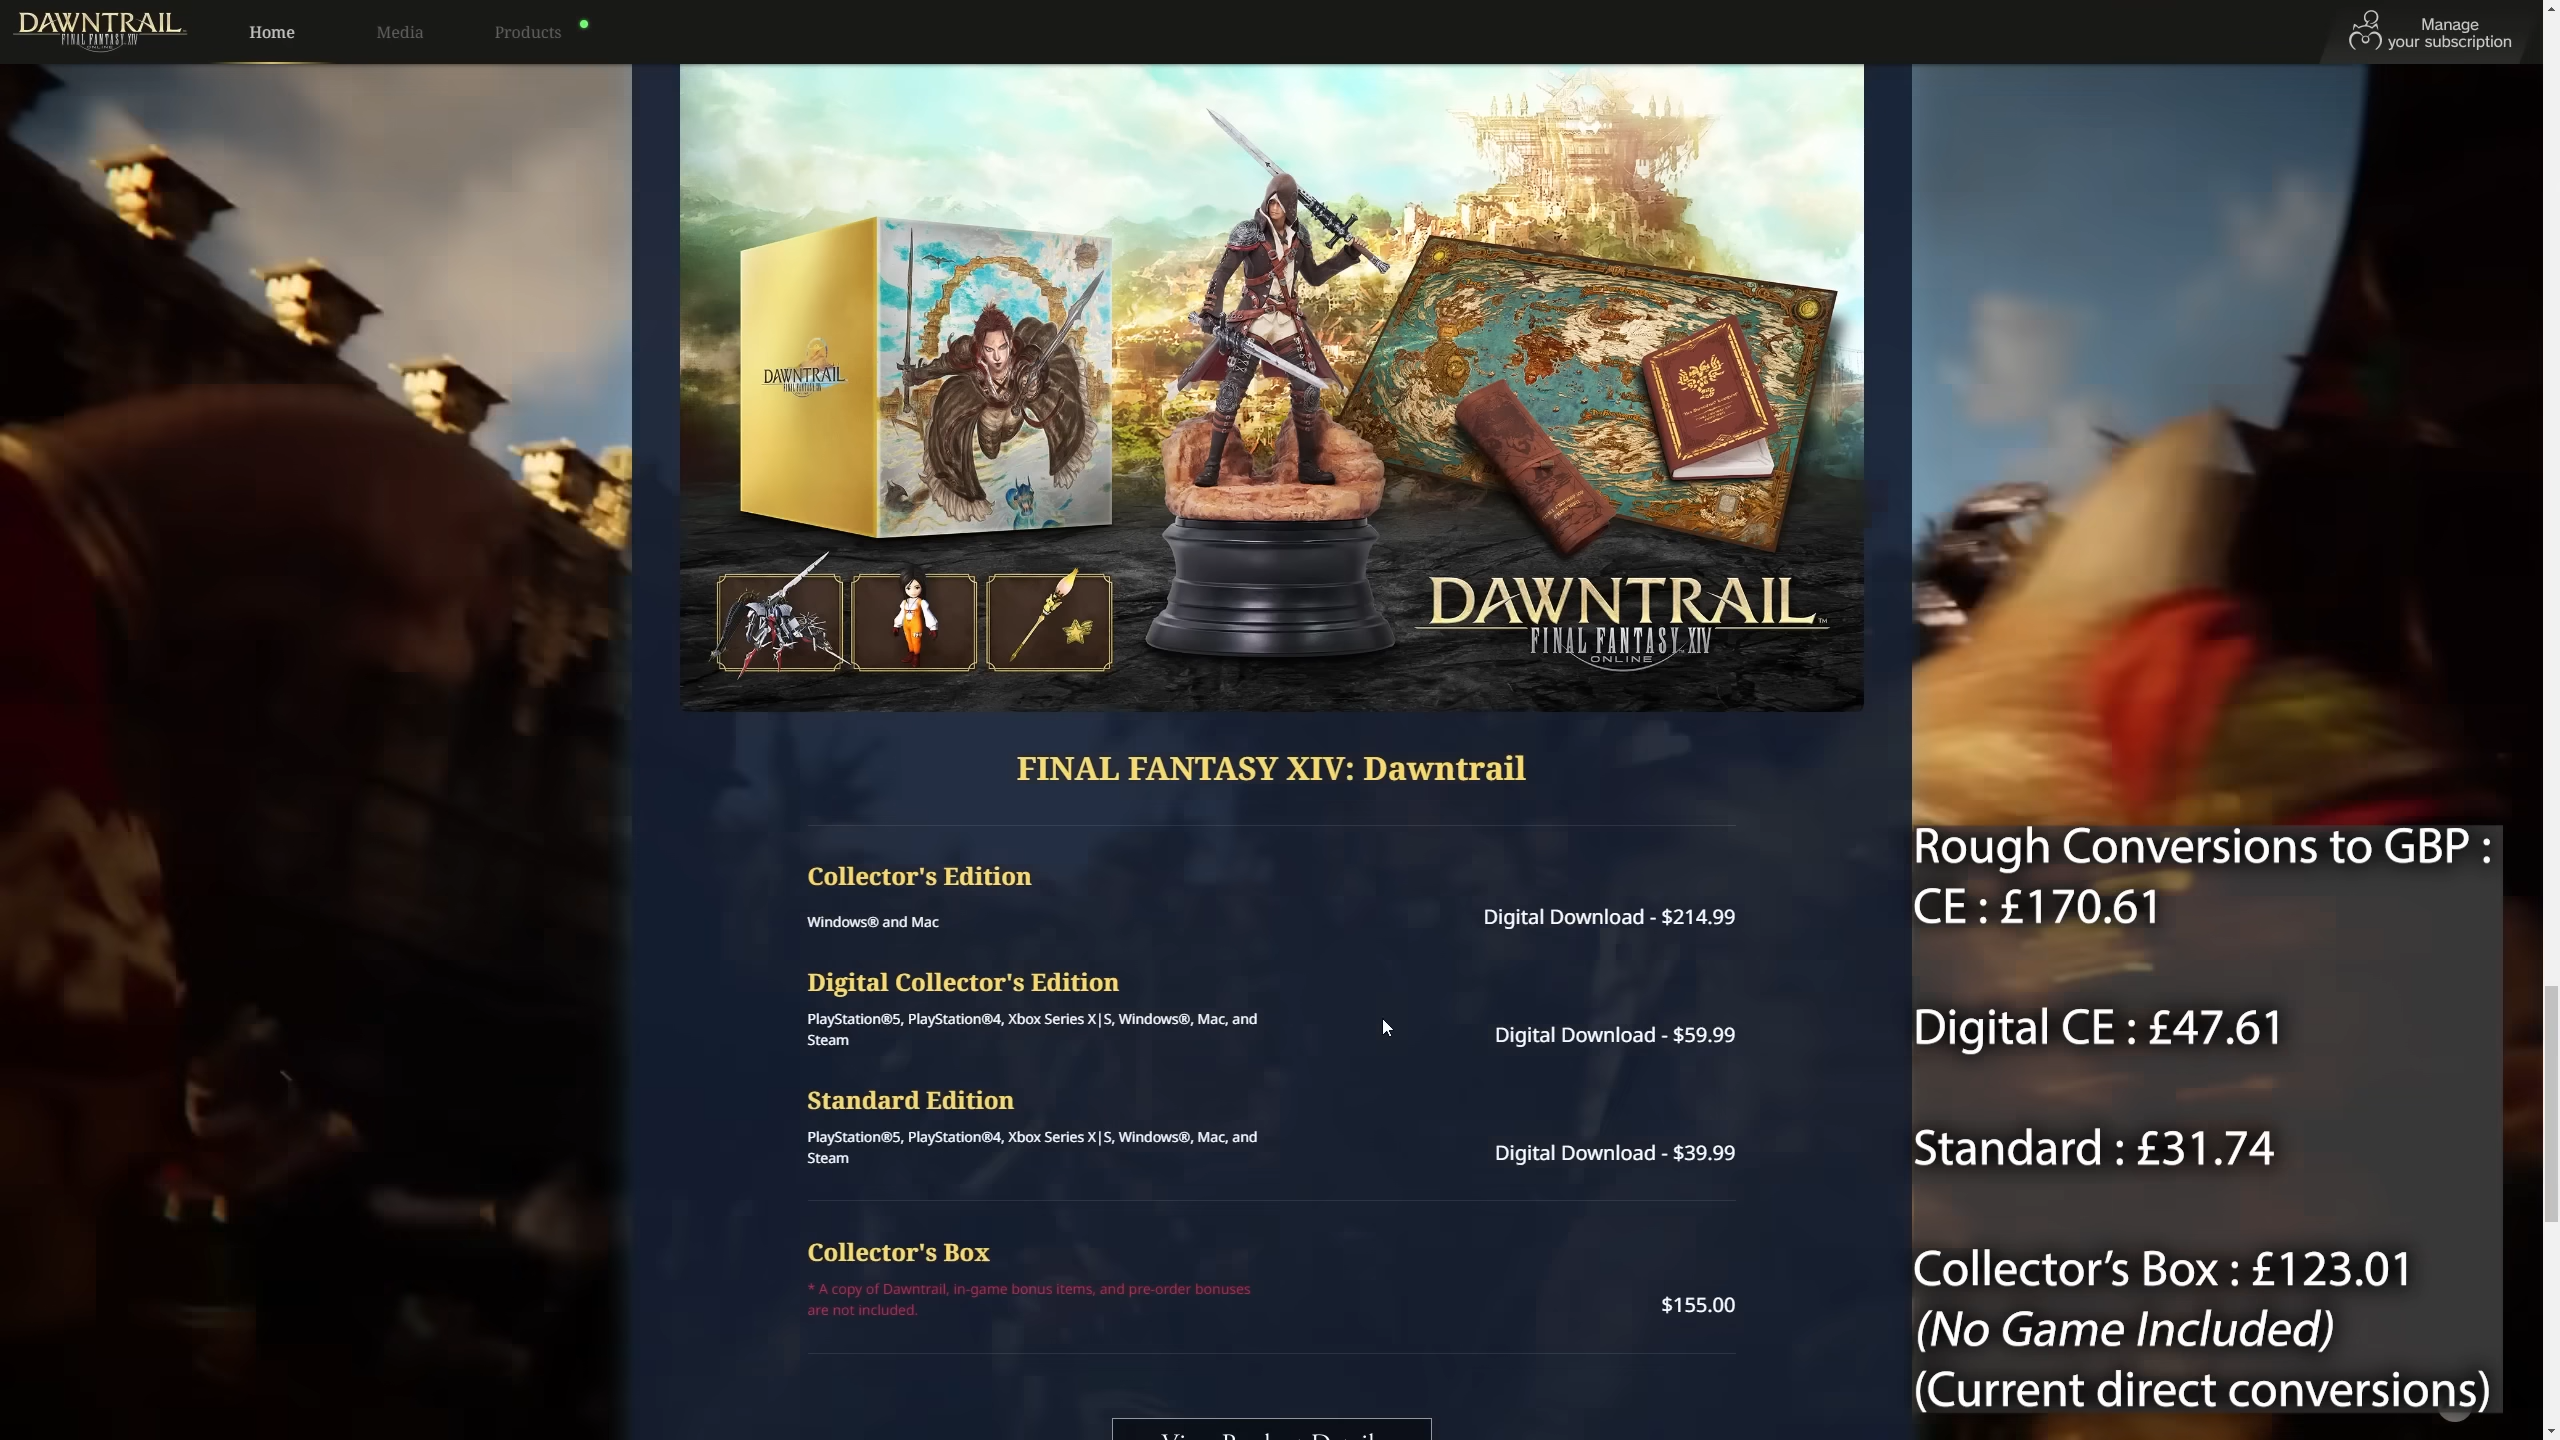 DAWNTRAIL
FINAL FANTASY XIV
ONLINE
Home
Media
Products
Manage
your subscription
DAWNTRAIL
FINAL FANTASY XIV
DAWNTRAIL™
FINAL FANTASY XIV
ONLINE
FINAL FANTASY XIV: Dawntrail
Collector's Edition
Windows® and Mac
Digital Download - $214.99
Digital Collector's Edition
PlayStation®5, PlayStation®4, Xbox Series X|S, Windows®, Mac, and
Steam
Digital Download - $59.99
Standard Edition
PlayStation®5, PlayStation®4, Xbox Series X|S, Windows®, Mac, and
Steam
Digital Download - $39.99
Collector's Box
* A copy of Dawntrail, in-game bonus items, and pre-order bonuses
are not included.
$155.00
Rough Conversions to GBP :
CE : £170.61
Digital CE : £47.61
Standard : £31.74
Collector’s Box : £123.01
(No Game Included)
(Current direct conversions)